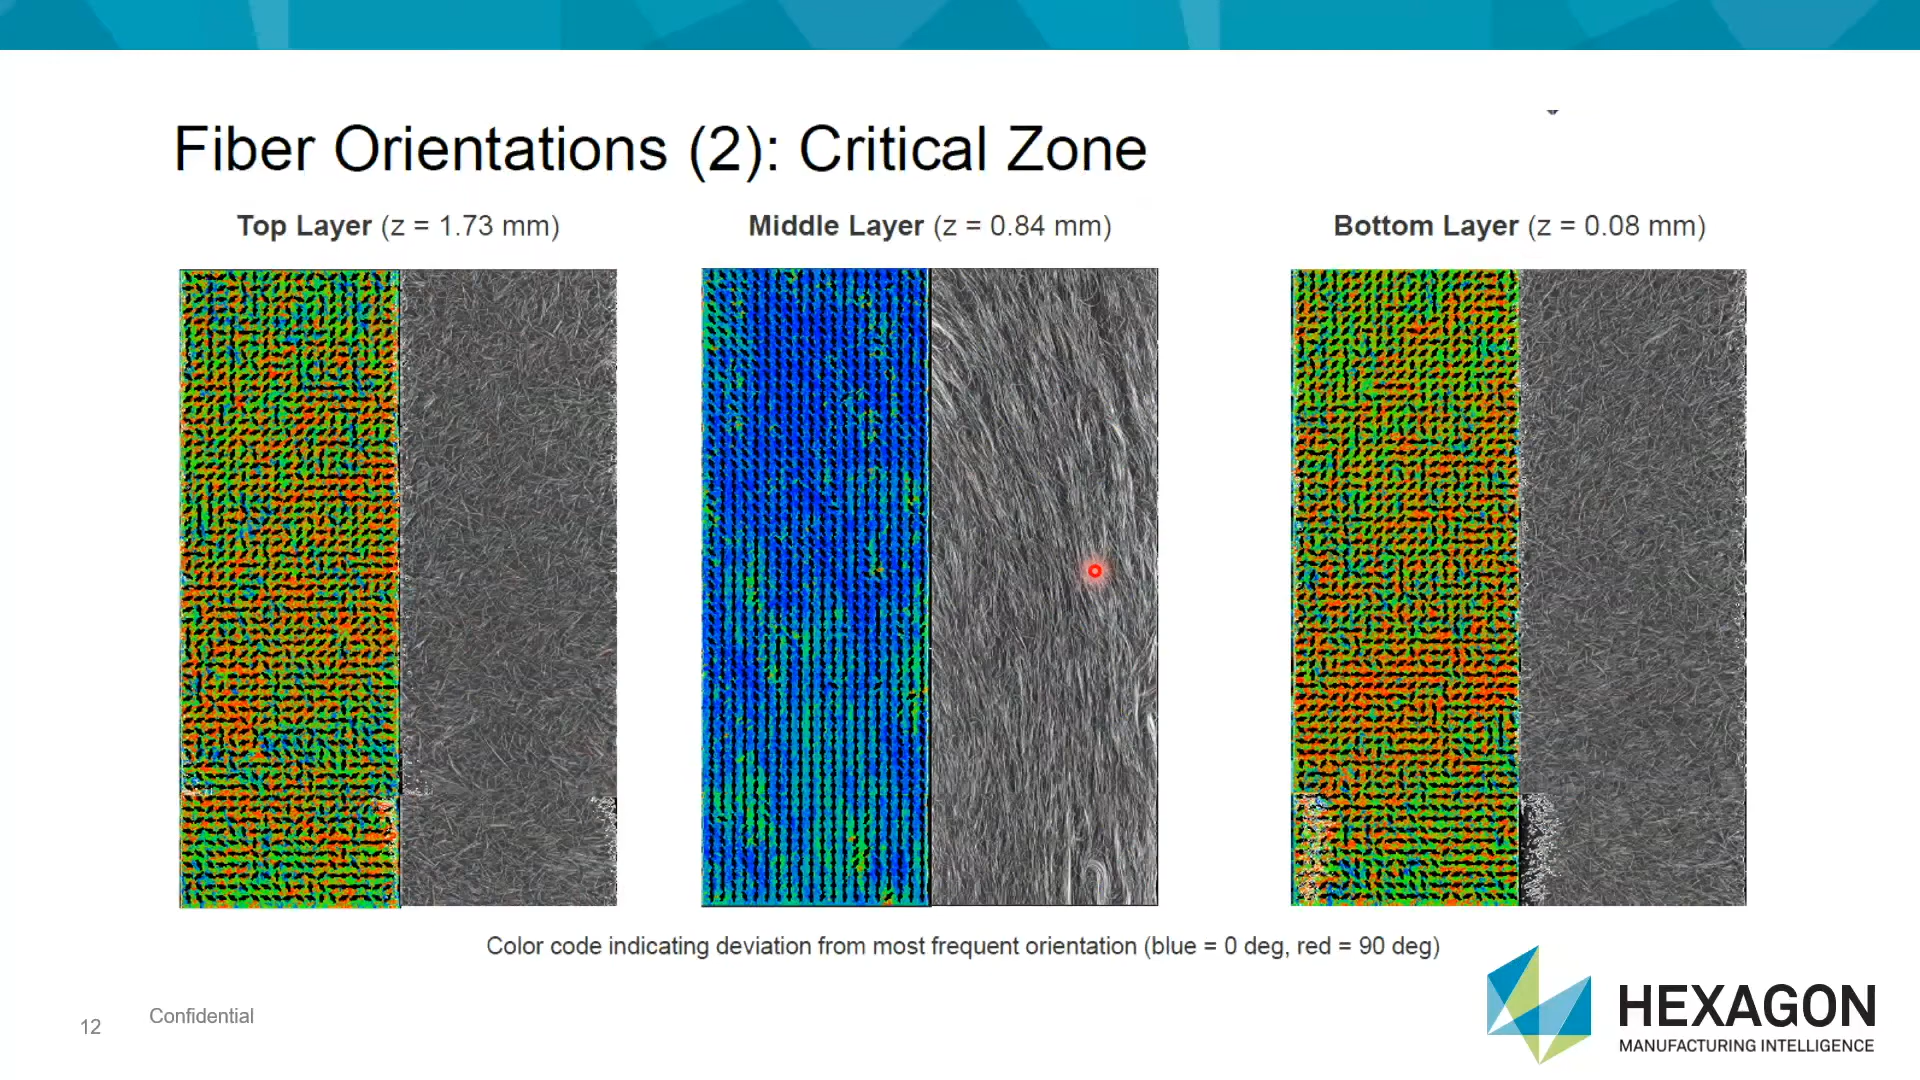 Fiber Orientations (2): Critical Zone
Top Layer (z = 1.73 mm)
Middle Layer (z = 0.84 mm)
Bottom Layer (z = 0.08 mm)
Color code indicating deviation from most frequent orientation (blue = 0 deg, red = 90 deg)
12
Confidential
HEXAGON
MANUFACTURING INTELLIGENCE